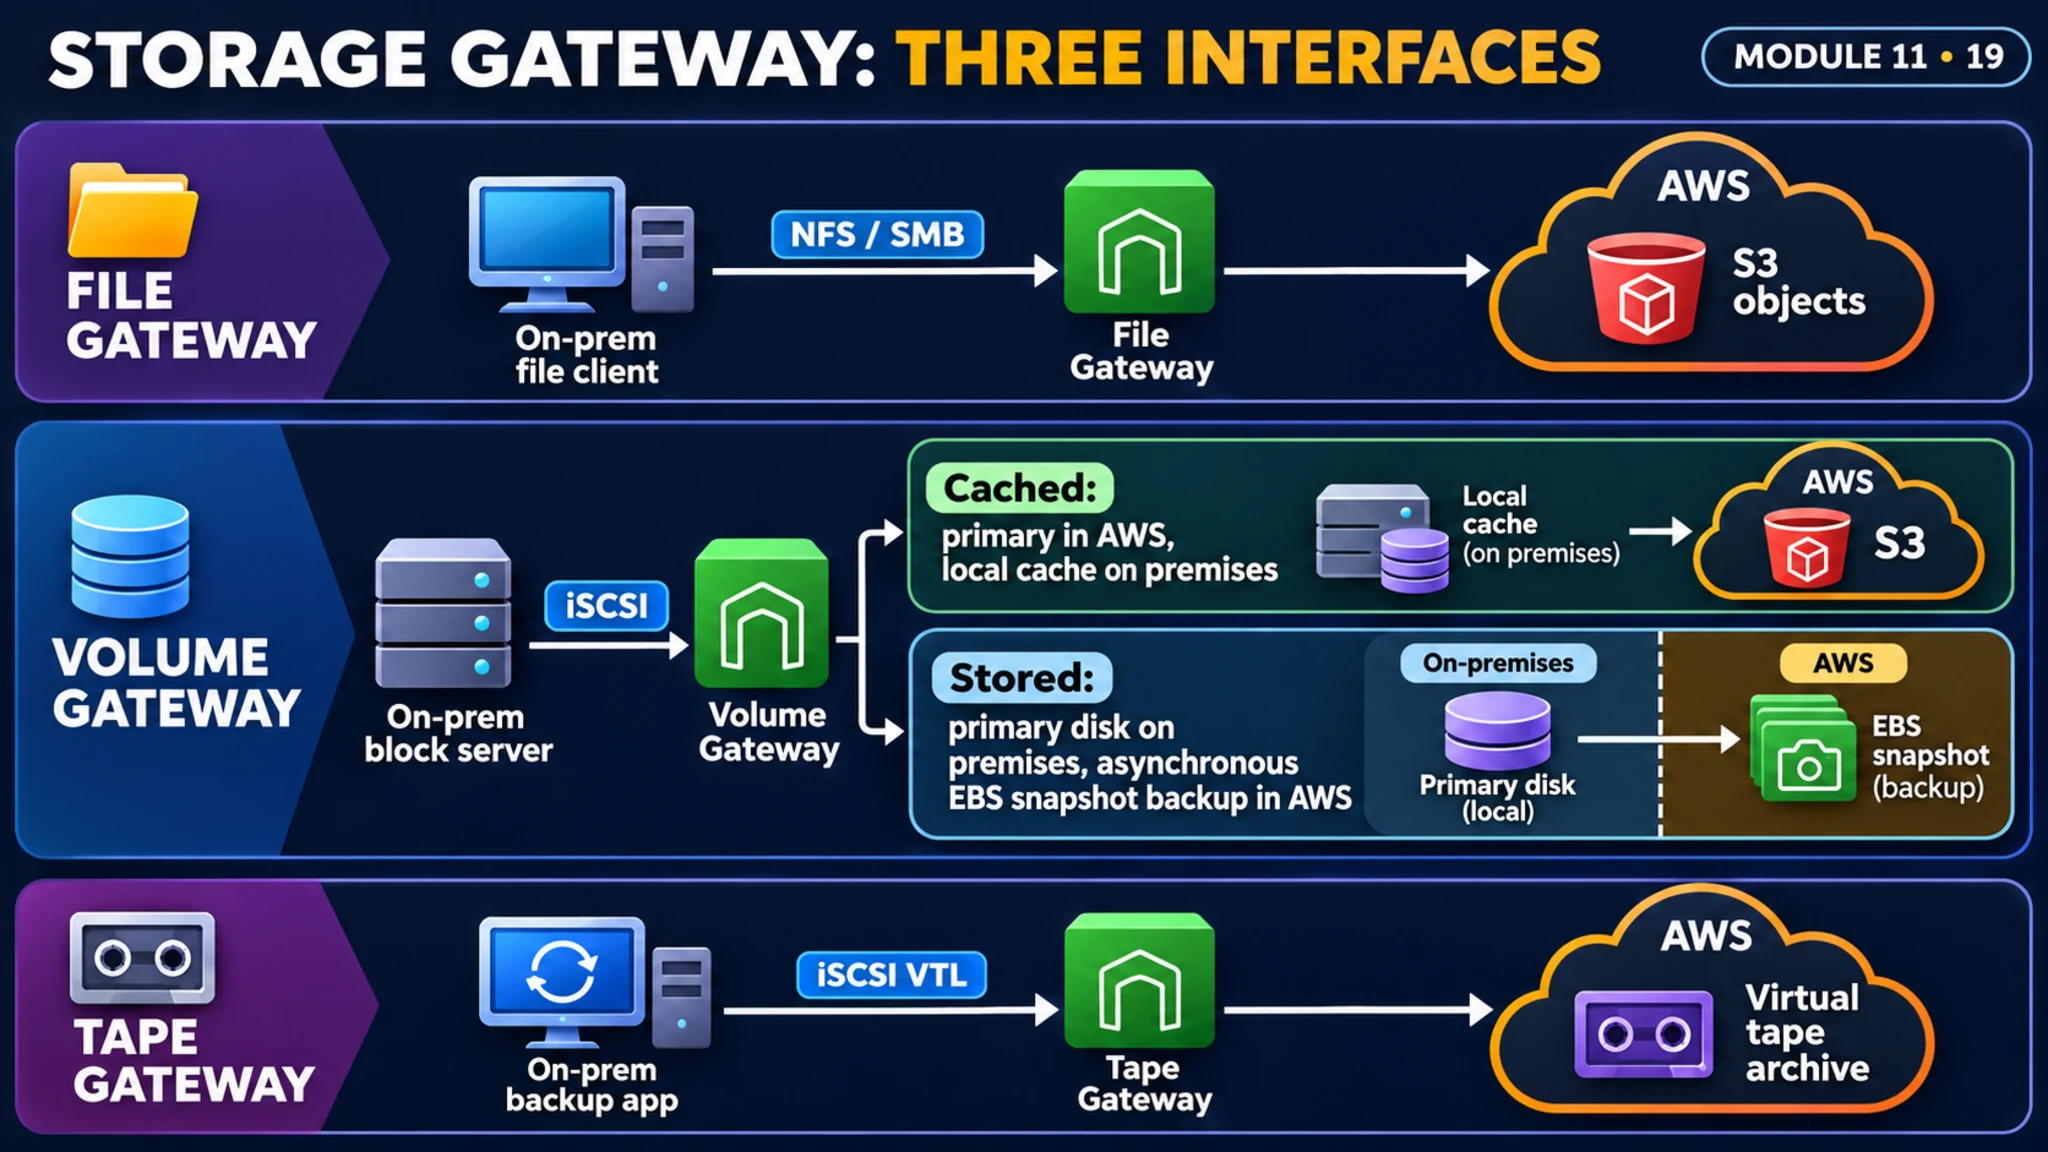 STORAGE GATEWAY: THREE INTERFACES
MODULE 11 • 19
FILE
GATEWAY
On-prem
file client
NFS / SMB
File
Gateway
AWS
S3
objects
VOLUME
GATEWAY
On-prem
block server
iSCSI
Volume
Gateway
Cached:
primary in AWS,
local cache on premises
Local
cache
(on premises)
AWS
S3
Stored:
primary disk on
premises, asynchronous
EBS snapshot backup in AWS
On-premises
Primary disk
(local)
AWS
EBS
snapshot
(backup)
TAPE
GATEWAY
On-prem
backup app
iSCSI VTL
Tape
Gateway
AWS
Virtual
tape
archive